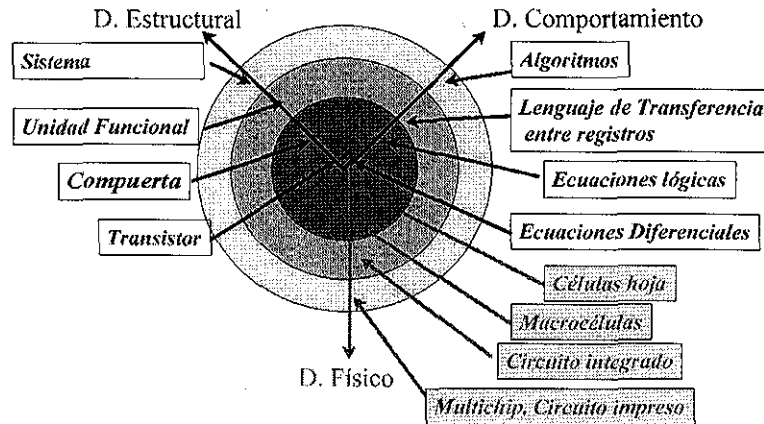 D. Estructural
D. Comportamiento
Sistema
Algoritmos
Unidad Funcional
Lenguaje de Transferencia
entre registros
Compuerta
Ecuaciones lógicas
Transistor
Ecuaciones Diferenciales
Células hoja
Macrocélulas
Circuito integrado
D. Físico
Multichip, Circuito impreso